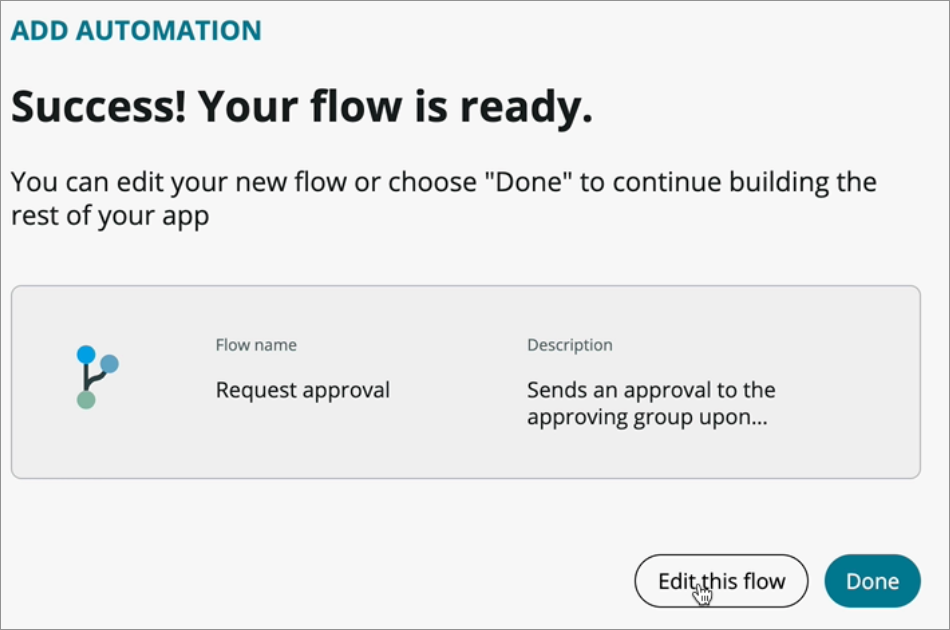 ADD AUTOMATION
Success! Your flow is ready.
You can edit your new flow or choose "Done" to continue building the
rest of your app
Flow name
Description
Request approval
Sends an approval to the
approving group upon...
Edit this flow
Done